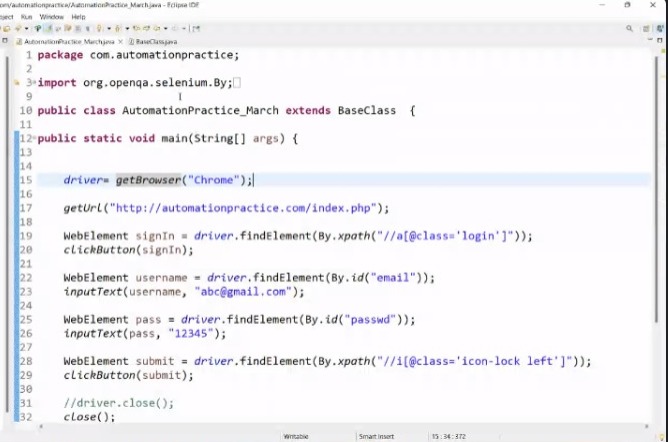 com/automationpractice/AutomationPractice_March.java - Eclipse IDE
oject Run Window Help
AutomationPractice_March.java BaseClass.java
1 package com.automationpractice;
2
3 import org.openqa.selenium.By;
9
10 public class AutomationPractice_March extends BaseClass {
11
12 public static void main(String[] args) {
13
14
15 driver= getBrowser("Chrome");
16
17 getUrl("http://automationpractice.com/index.php");
18
19 WebElement signIn = driver.findElement(By.xpath("//a[@class='login']"));
20 clickButton(signIn);
21
22 WebElement username = driver.findElement(By.id("email"));
23 inputText(username, "abc@gmail.com");
24
25 WebElement pass = driver.findElement(By.id("passwd"));
26 inputText(pass, "12345");
27
28 WebElement submit = driver.findElement(By.xpath("//i[@class='icon-lock left']"));
29 clickButton(submit);
30
31 //driver.close();
32 close();
Writable Smart Insert 15 : 34 : 372